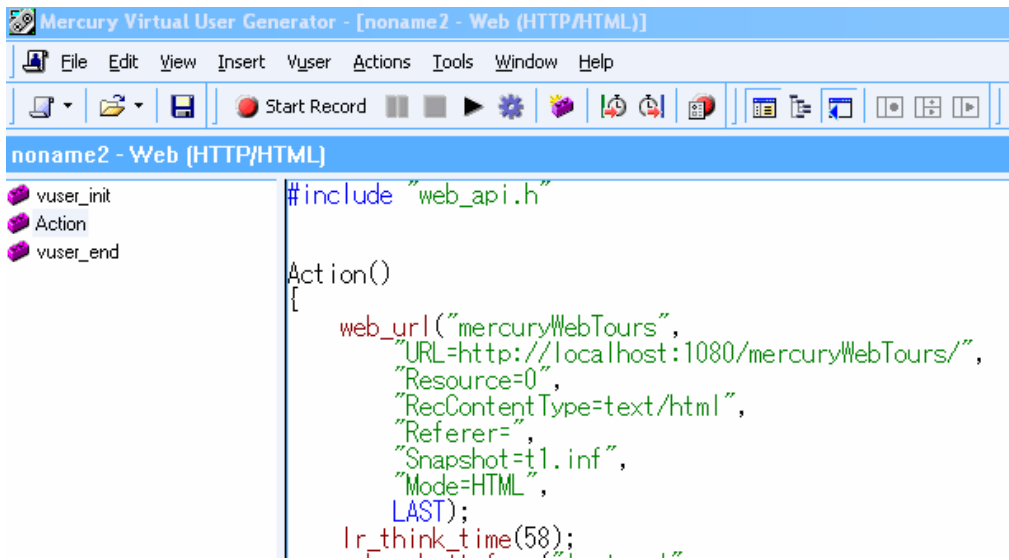 Mercury Virtual User Generator - [noname2 - Web (HTTP/HTML)]
File Edit View Insert Vuser Actions Tools Window Help
Start Record
noname2 - Web (HTTP/HTML)
vuser_init
Action
vuser_end
#include "web_api.h"
Action()
{
web_url("mercuryWebTours",
"URL=http://localhost:1080/mercuryWebTours/",
"Resource=0",
"RecContentType=text/html",
"Referer=",
"Snapshot=t1.inf",
"Mode=HTML",
LAST);
lr_think_time(58);